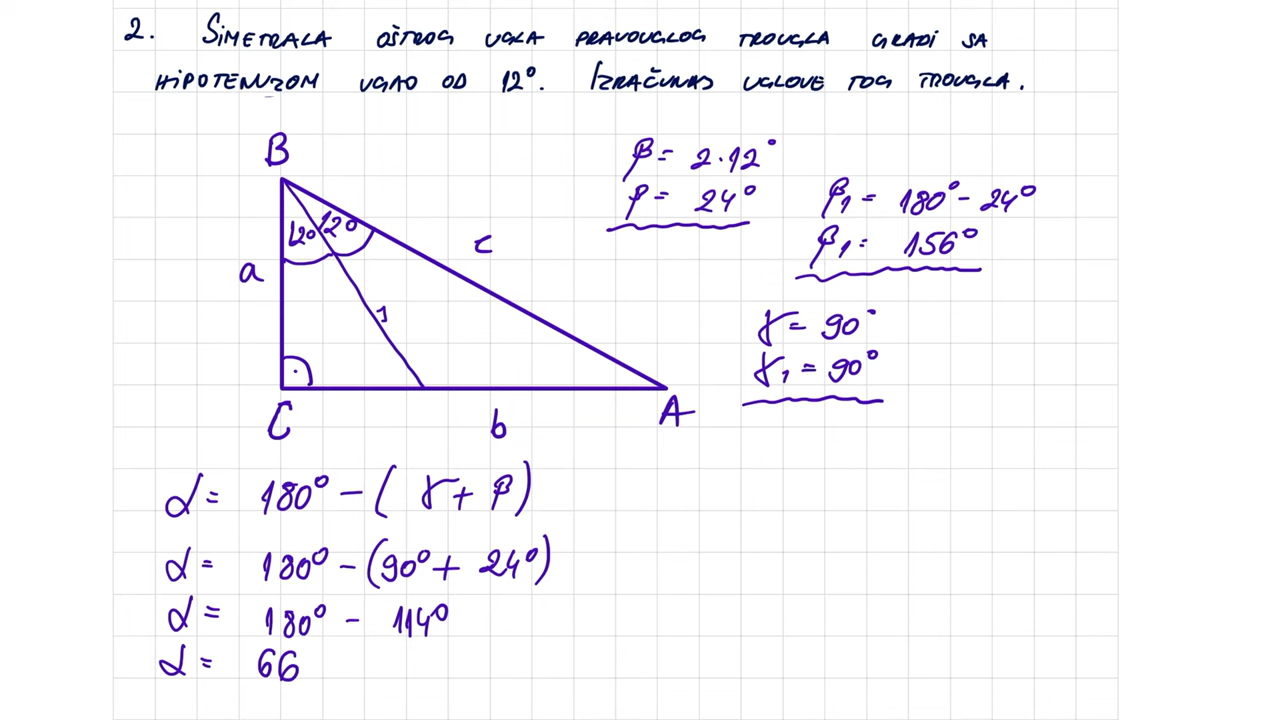 2. SIMETRALA OŠTROG UGLA PRAVOUGLOG TROUGLA GRADI SA
HIPOTENUZOM UGAO OD 12°. IZRAČUNAS UGLOVE TOG TROUGLA.
B
β = 2·12°
β = 24°
β₁ = 180° - 24°
β₁ = 156°
12° 12°
c
a
s
γ = 90°
γ₁ = 90°
C
b
A
α = 180° - ( γ + β )
α = 180° - (90° + 24°)
α = 180° - 114°
α = 66